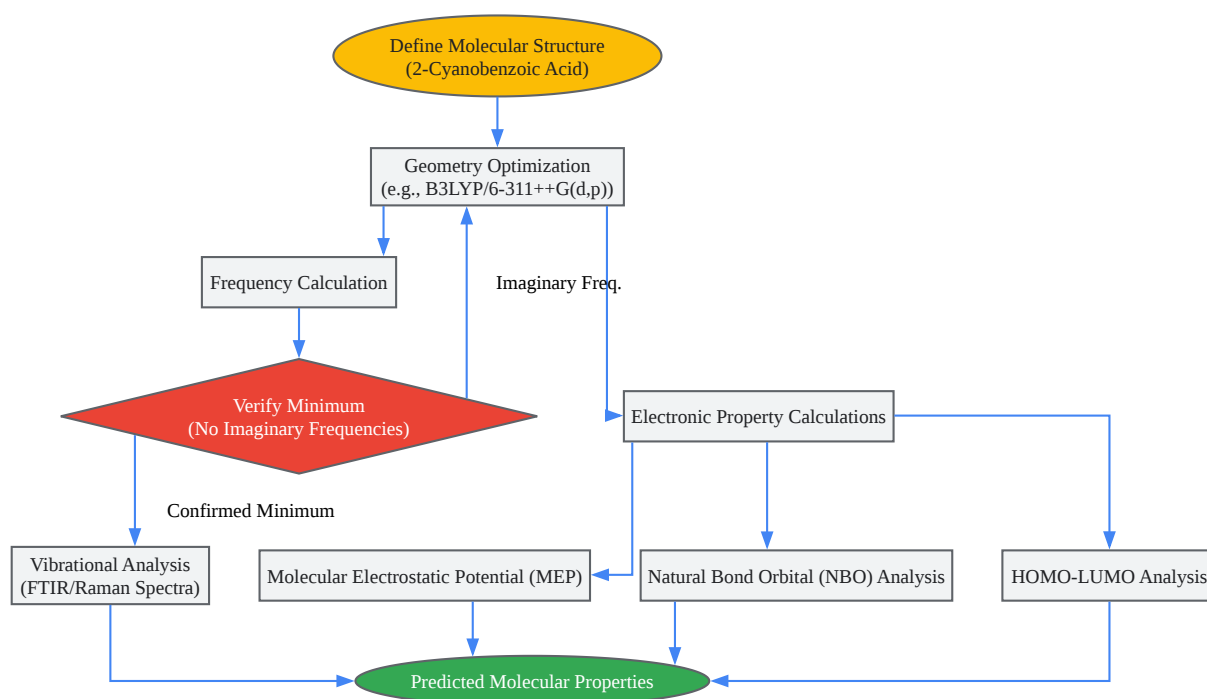 Define Molecular Structure
(2-Cyanobenzoic Acid)
Geometry Optimization
(e.g., B3LYP/6-311++G(d,p))
Frequency Calculation
Imaginary Freq.
Verify Minimum
(No Imaginary Frequencies)
Electronic Property Calculations
Confirmed Minimum
Vibrational Analysis
(FTIR/Raman Spectra)
Molecular Electrostatic Potential (MEP)
Natural Bond Orbital (NBO) Analysis
HOMO-LUMO Analysis
Predicted Molecular Properties